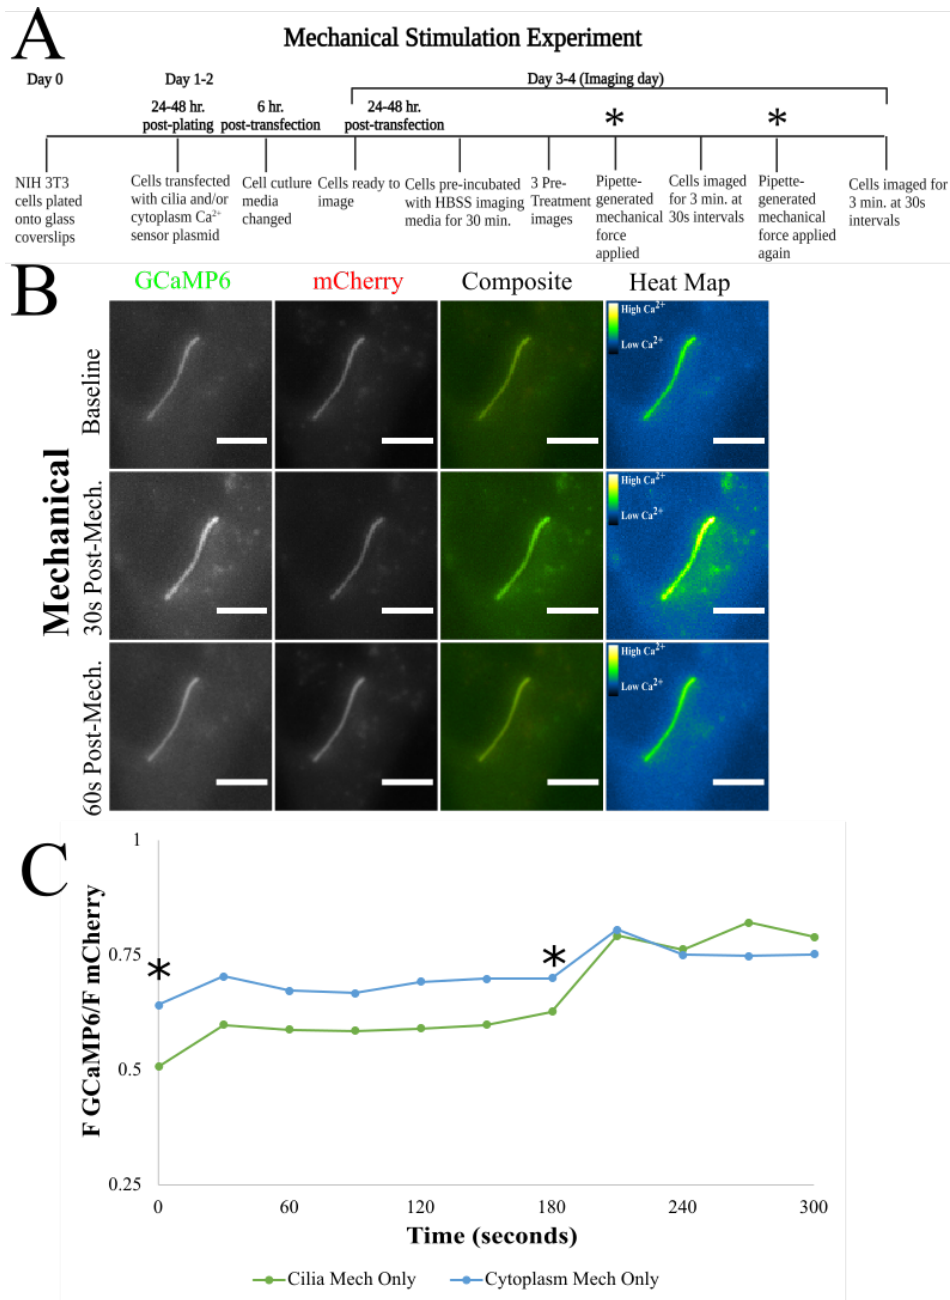 A
Mechanical Stimulation Experiment
Day 0
Day 1-2
Day 3-4 (Imaging day)
24-48 hr.
post-plating
6 hr.
post-transfection
24-48 hr.
post-transfection
*
*
NIH 3T3
cells plated
onto glass
coverslips
Cells transfected
with cilia and/or
cytoplasm Ca²⁺
sensor plasmid
Cell cutlure
media
changed
Cells ready to
image
Cells pre-incubated
with HBSS imaging
media for 30 min.
3 Pre-
Treatment
images
Pipette-
generated
mechanical
force
applied
Cells imaged
for 3 min. at
30s intervals
Pipette-
generated
mechanical
force applied
again
Cells imaged for
3 min. at 30s
intervals
B
GCaMP6
mCherry
Composite
Heat Map
Mechanical
Baseline
High Ca²⁺
Low Ca²⁺
30s Post-Mech.
High Ca²⁺
Low Ca²⁺
60s Post-Mech.
High Ca²⁺
Low Ca²⁺
C
F GCaMP6/F mCherry
1
0.75
0.5
0.25
*
*
0
60
120
180
240
300
Time (seconds)
Cilia Mech Only
Cytoplasm Mech Only